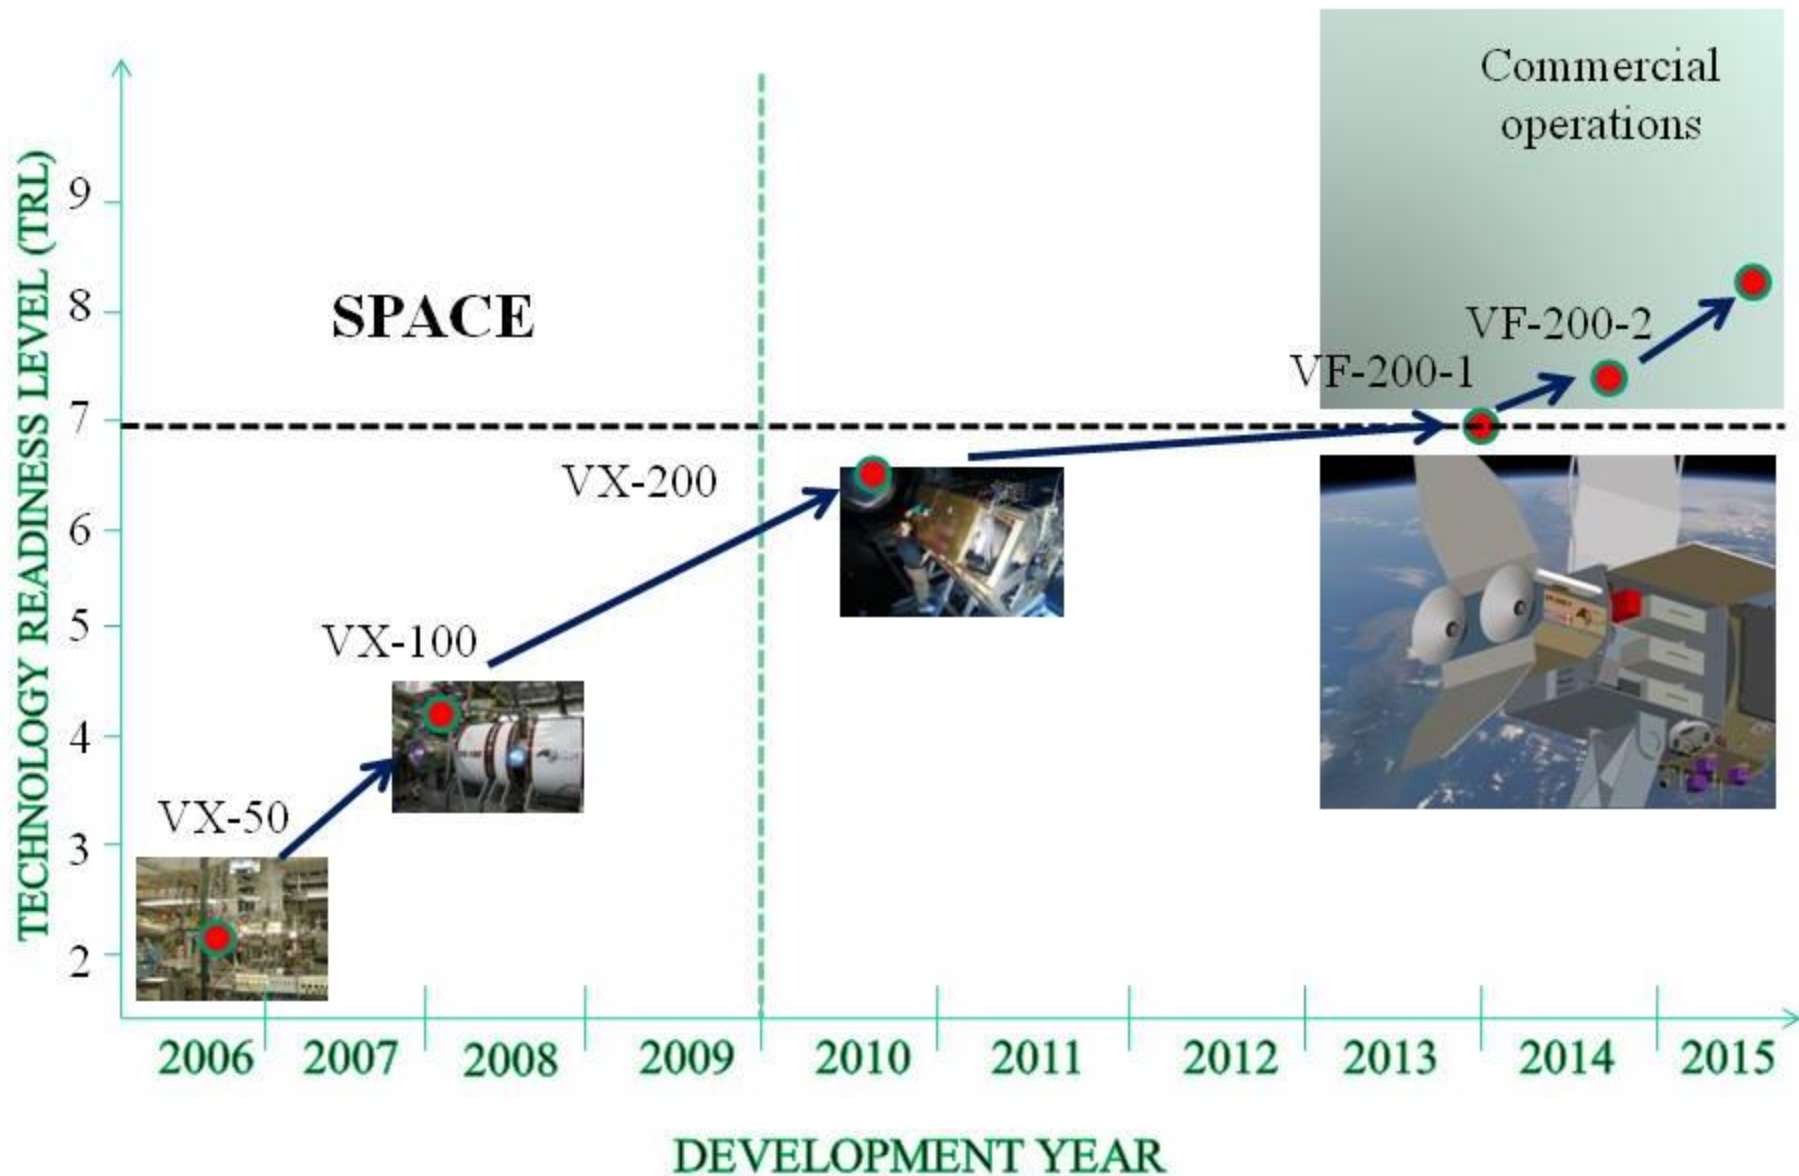 Commercial
operations
TECHNOLOGY READINESS LEVEL (TRL)
9
8
7
6
5
4
3
2
SPACE
VF-200-2
VF-200-1
VX-200
VX-100
VX-50
2006 2007 2008 2009 2010 2011 2012 2013 2014 2015
DEVELOPMENT YEAR